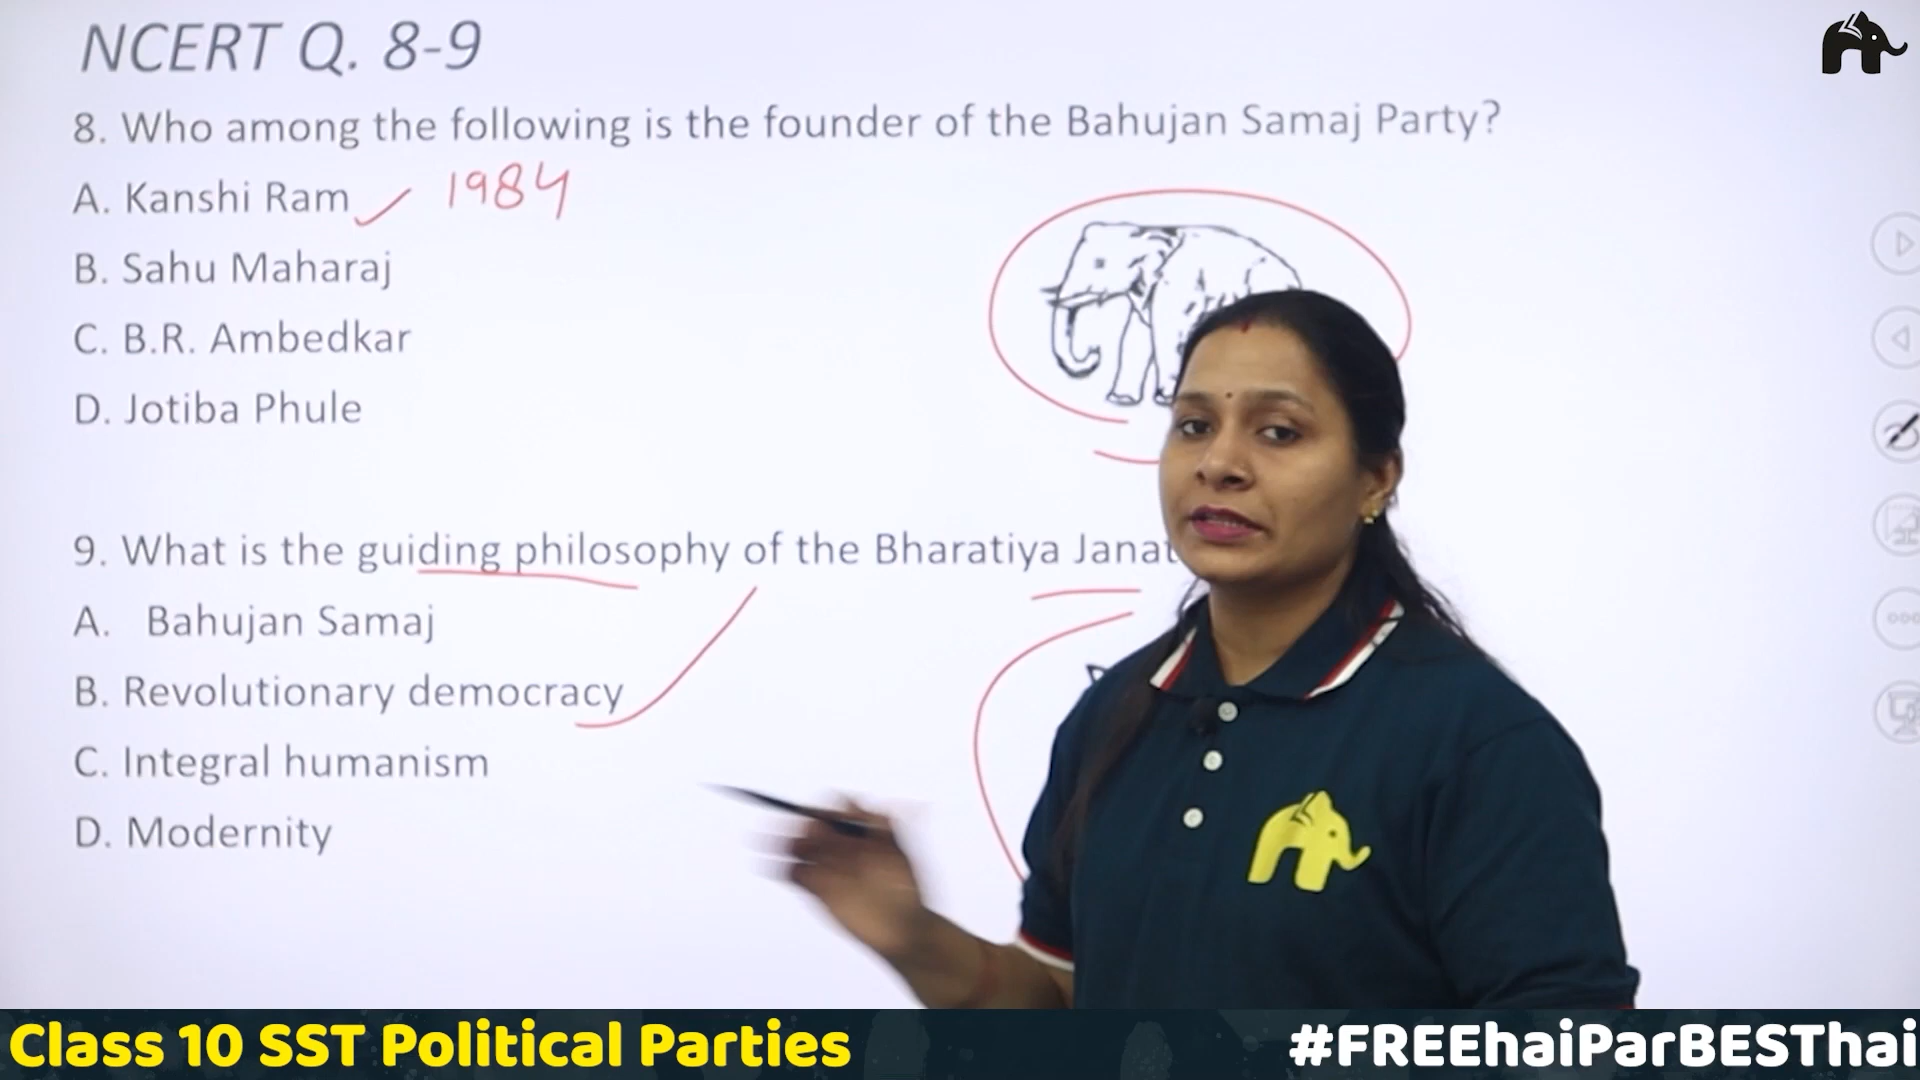 NCERT Q. 8-9
8. Who among the following is the founder of the Bahujan Samaj Party?
A. Kanshi Ram 1984
B. Sahu Maharaj
C. B.R. Ambedkar
D. Jotiba Phule
9. What is the guiding philosophy of the Bharatiya Janat
A. Bahujan Samaj
B. Revolutionary democracy
C. Integral humanism
D. Modernity
Class 10 SST Political Parties #FREEhaiParBESThai